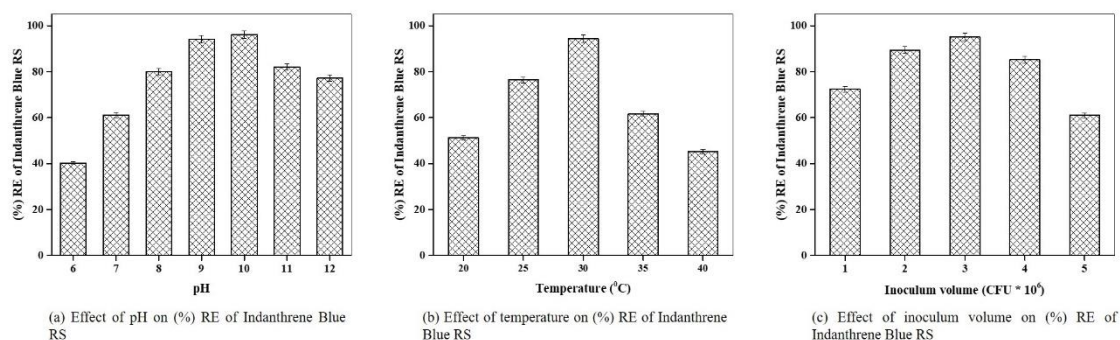 (%) RE of Indanthrene Blue RS
100
80
60
40
20
0
6 7 8 9 10 11 12
pH
(a) Effect of pH on (%) RE of Indanthrene Blue
RS
(%) RE of Indanthrene Blue RS
100
80
60
40
20
0
20 25 30 35 40
Temperature (⁰C)
(b) Effect of temperature on (%) RE of Indanthrene
Blue RS
(%) RE of Indanthrene Blue RS
100
80
60
40
20
0
1 2 3 4 5
Inoculum volume (CFU * 10⁶)
(c) Effect of inoculum volume on (%) RE of
Indanthrene Blue RS